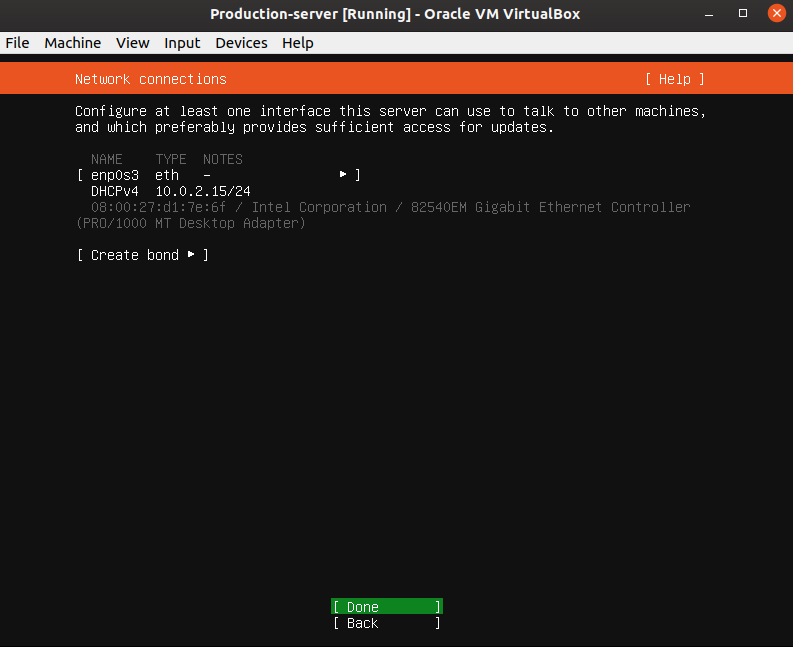 Production-server [Running] - Oracle VM VirtualBox
File Machine View Input Devices Help
Network connections [ Help ]
Configure at least one interface this server can use to talk to other machines,
and which preferably provides sufficient access for updates.
NAME TYPE NOTES
[ enp0s3 eth - ▸ ]
DHCPv4 10.0.2.15/24
08:00:27:d1:7e:6f / Intel Corporation / 82540EM Gigabit Ethernet Controller
(PRO/1000 MT Desktop Adapter)
[ Create bond ▸ ]
[ Done ]
[ Back ]